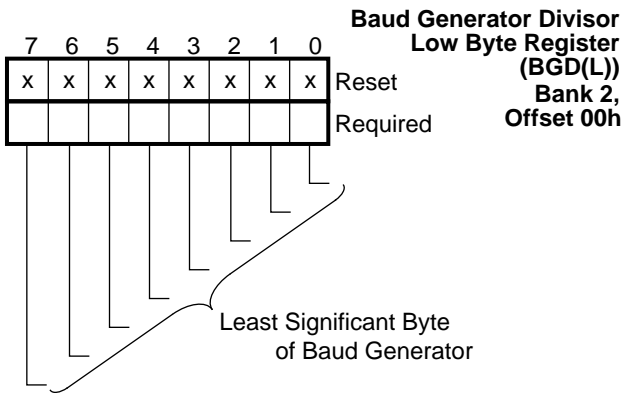 Baud Generator Divisor
Low Byte Register
(BGD(L))
Bank 2,
Offset 00h
7 6 5 4 3 2 1 0
x x x x x x x x Reset
Required
Least Significant Byte
of Baud Generator